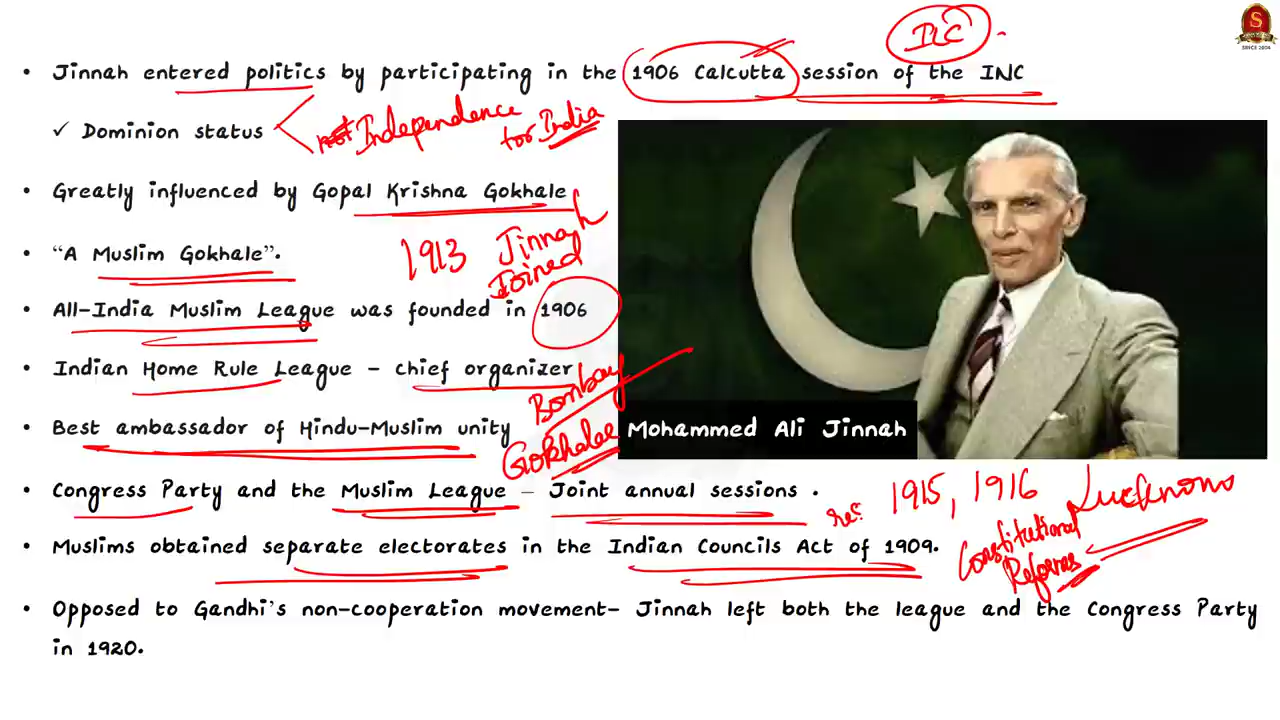 ILC
• Jinnah entered politics by participating in the 1906 Calcutta session of the INC
✓ Dominion status
not Independence for India
• Greatly influenced by Gopal Krishna Gokhale
• “A Muslim Gokhale”.
1913 Jinnah
Joined
• All-India Muslim League was founded in 1906
• Indian Home Rule League – chief organizer
Bombay
• Best ambassador of Hindu-Muslim unity
Gokhale
Mohammed Ali Jinnah
• Congress Party and the Muslim League – Joint annual sessions .
1915, 1916 Lucknow
Constitutional
Reforms
• Muslims obtained separate electorates in the Indian Councils Act of 1909.
• Opposed to Gandhi’s non-cooperation movement– Jinnah left both the league and the Congress Party
in 1920.
S
SINCE 2004